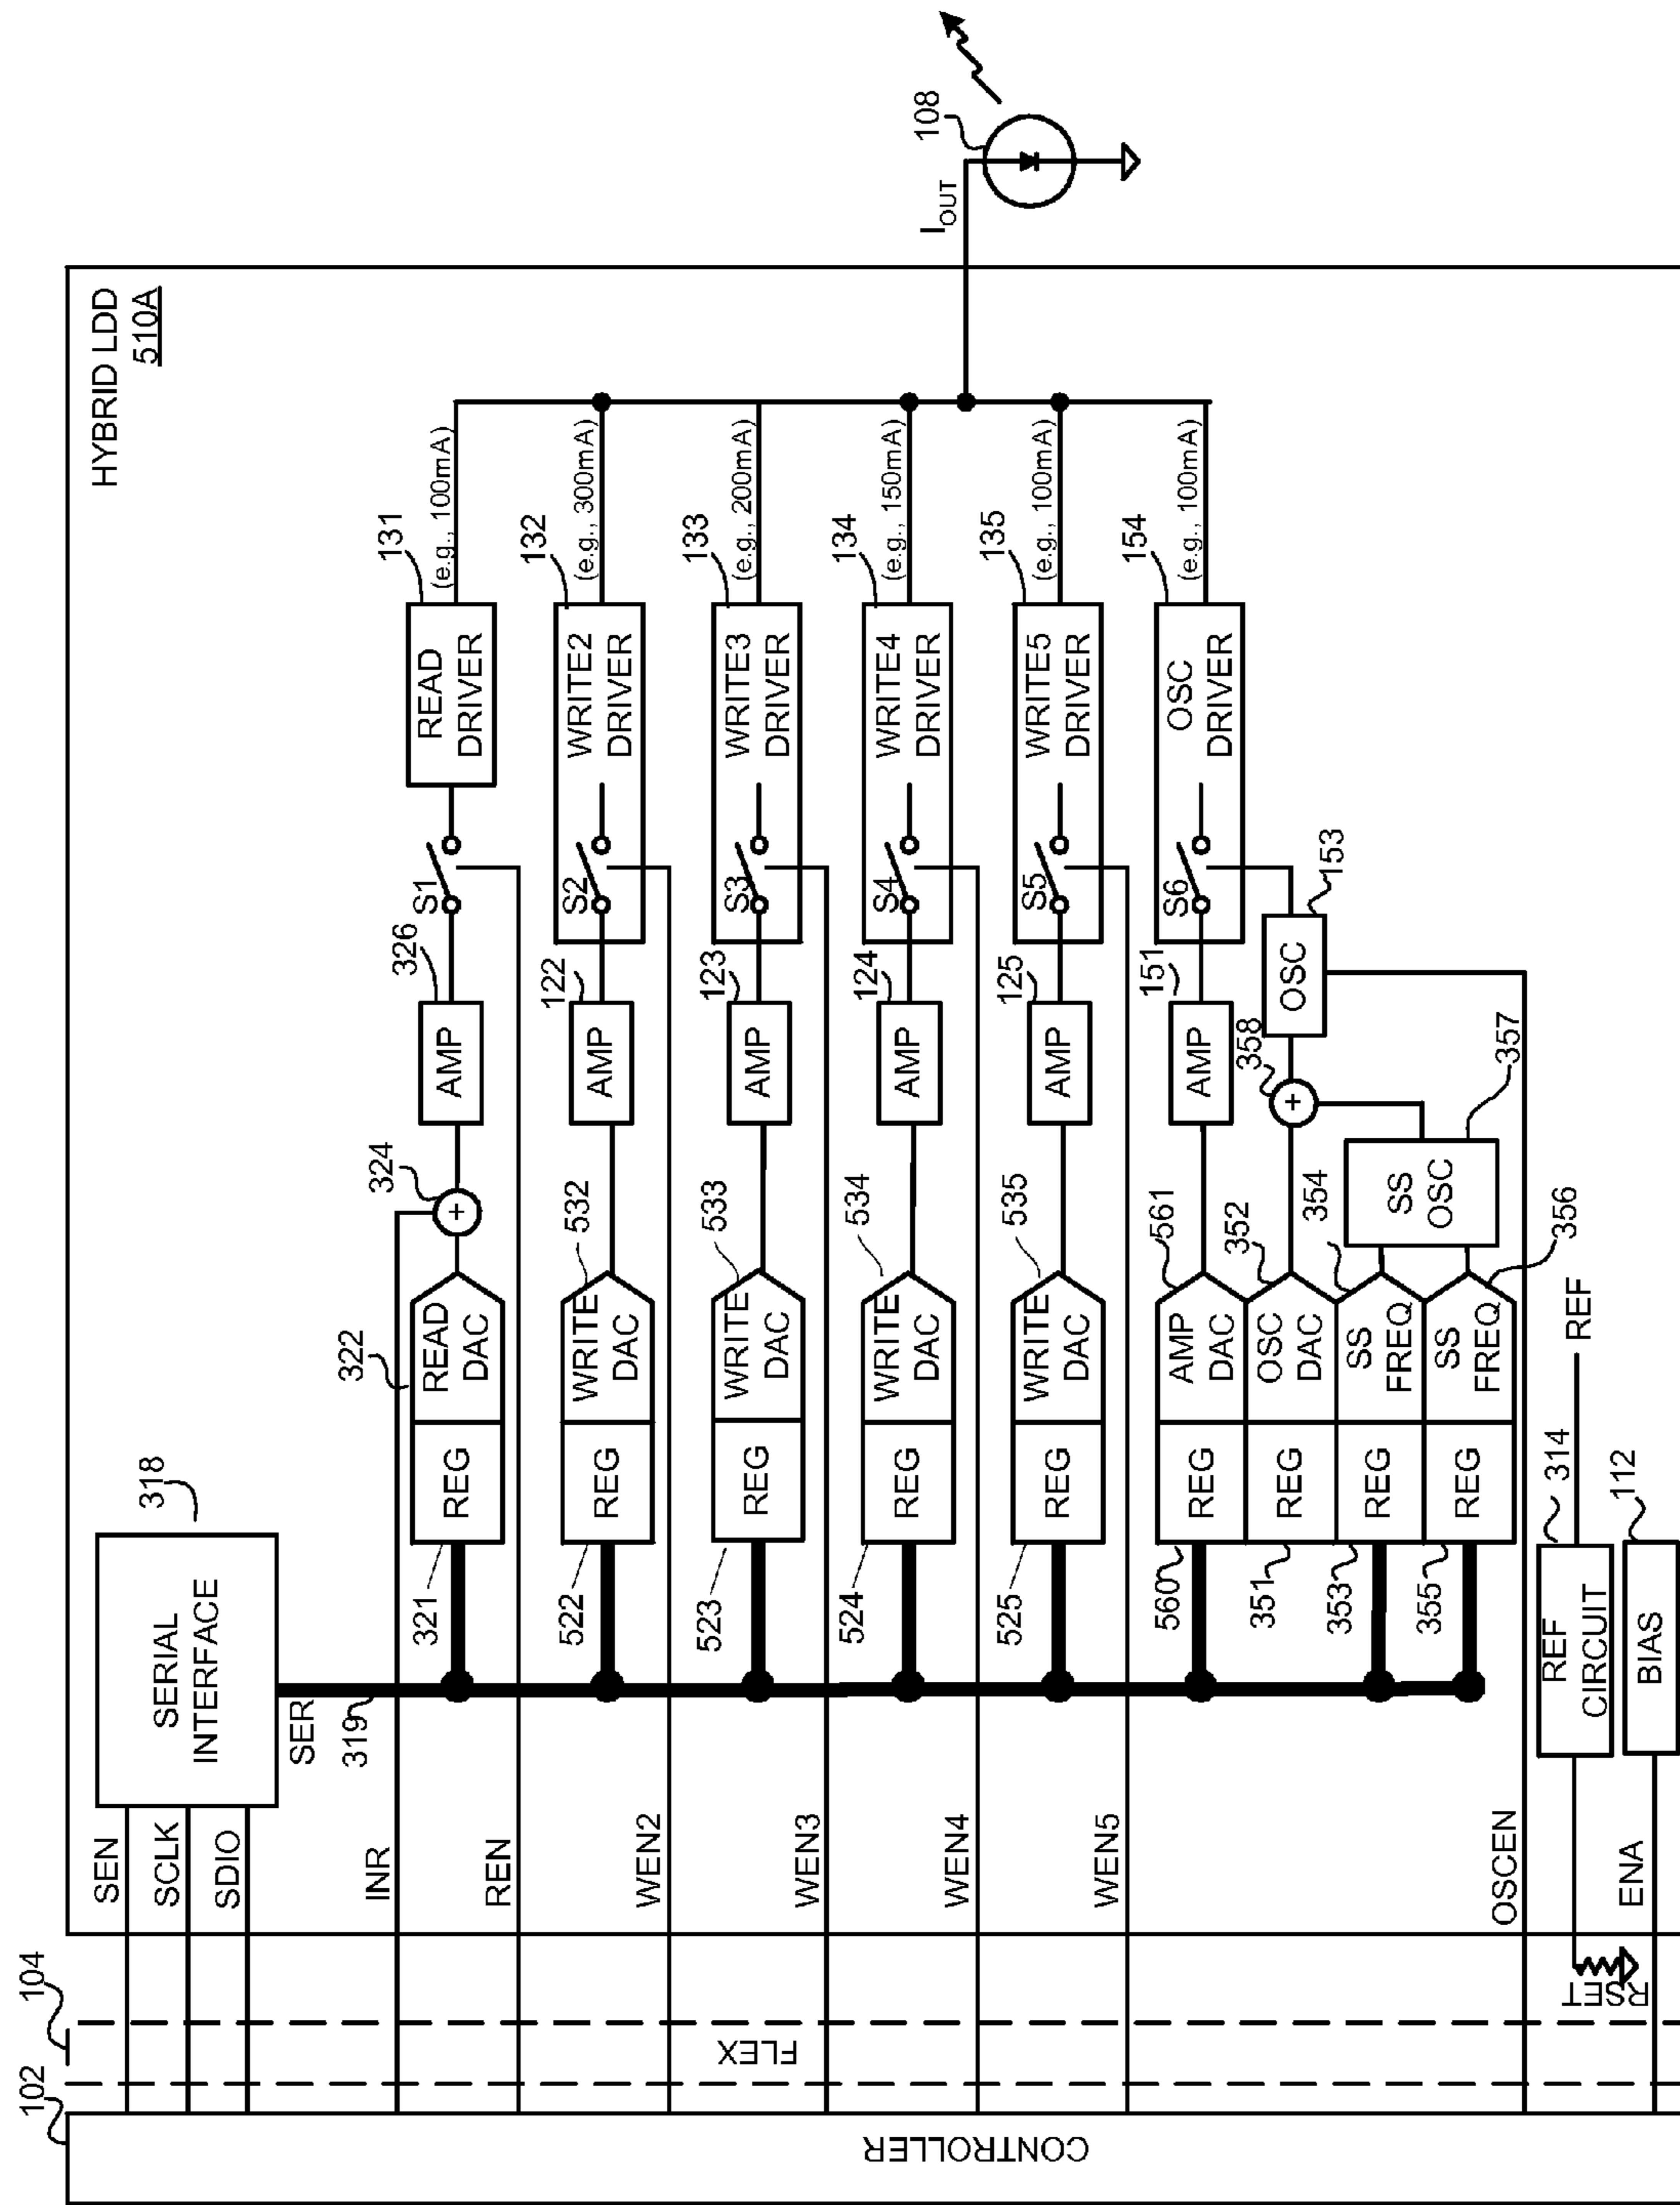 HYBRID LDD
510A
102
104
CONTROLLER
FLEX
SEN
SCLK
SDIO
SERIAL
INTERFACE
318
SER
319
INR
REN
WEN2
WEN3
WEN4
WEN5
OSCEN
RSET
ENA
321
REG
READ
DAC
322
324
+
AMP
326
S1
READ
DRIVER
131
(e.g., 100mA)
522
REG
WRITE
DAC
532
AMP
122
S2
WRITE2
DRIVER
132
(e.g., 300mA)
523
REG
WRITE
DAC
533
AMP
123
S3
WRITE3
DRIVER
133
(e.g., 200mA)
524
REG
WRITE
DAC
534
AMP
124
S4
WRITE4
DRIVER
134
(e.g., 150mA)
525
REG
WRITE
DAC
535
AMP
125
S5
WRITE5
DRIVER
135
(e.g., 100mA)
560
REG
AMP
DAC
561
AMP
151
S6
OSC
DRIVER
154
(e.g., 100mA)
351
REG
OSC
DAC
352
358
+
OSC
153
353
REG
SS
FREQ
354
SS
OSC
357
355
REG
SS
FREQ
356
REF
CIRCUIT
314
REF
BIAS
112
IOUT
108